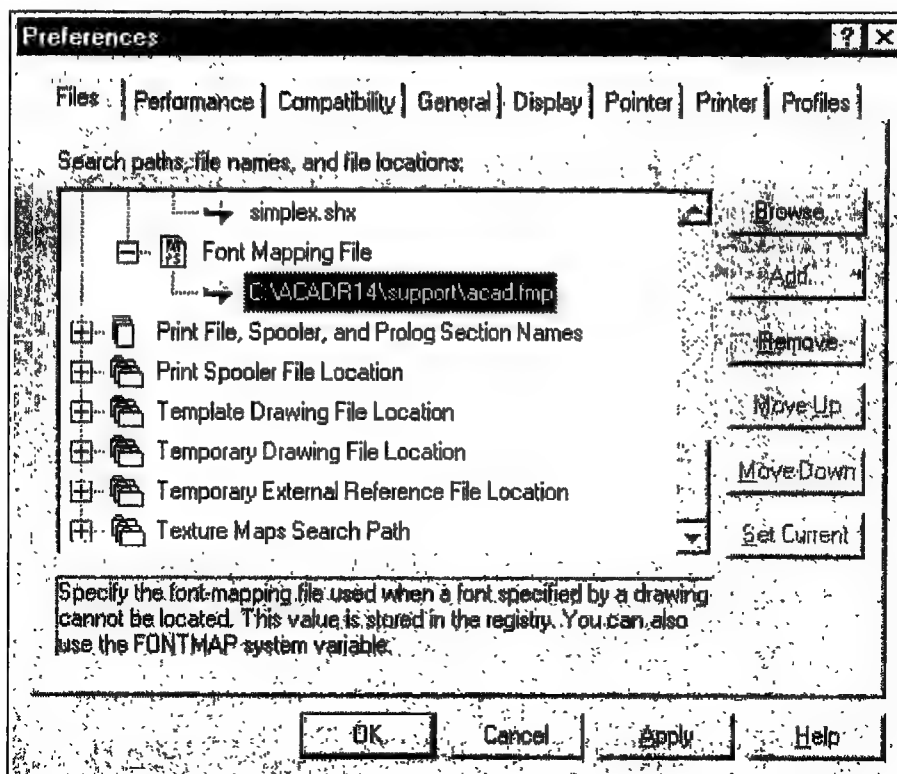 Preferences ? ×
Files Performance Compatibility General Display Pointer Printer Profiles
Search paths, file names, and file locations:
simplex.shx
Browse...
Font Mapping File
Add...
C:\ACADR14\support\acad.fmp
Print File, Spooler, and Prolog Section Names
Remove
Print Spooler File Location
Template Drawing File Location
Move Up
Temporary Drawing File Location
Move Down
Temporary External Reference File Location
Texture Maps Search Path
Set Current
Specify the font-mapping file used when a font specified by a drawing
cannot be located. This value is stored in the registry. You can also
use the FONTMAP system variable.
OK Cancel Apply Help